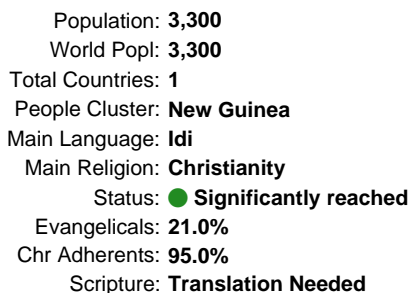 Population: 3,300
World Popl: 3,300
Total Countries: 1
People Cluster: New Guinea
Main Language: Idi
Main Religion: Christianity
Status: Significantly reached
Evangelicals: 21.0%
Chr Adherents: 95.0%
Scripture: Translation Needed